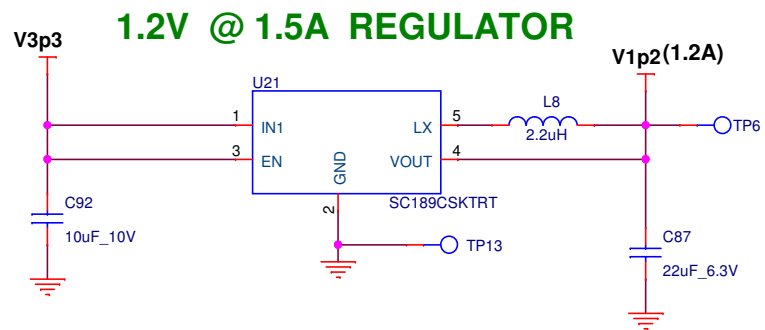 1.2V @ 1.5A REGULATOR
V3p3
V1p2(1.2A)
U21
L8
1
IN1
LX
5
2.2uH
TP6
3
EN
GND
VOUT
4
SC189CSKTRT
2
C92
10uF_10V
TP13
C87
22uF_6.3V